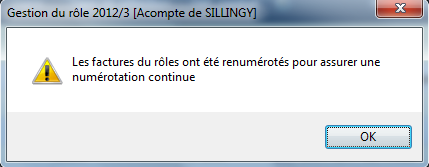 Gestion du rôle 2012/3 [Acompte de SILLINGY]
Les factures du rôles ont été renumérotés pour assurer une
numérotation continue
OK